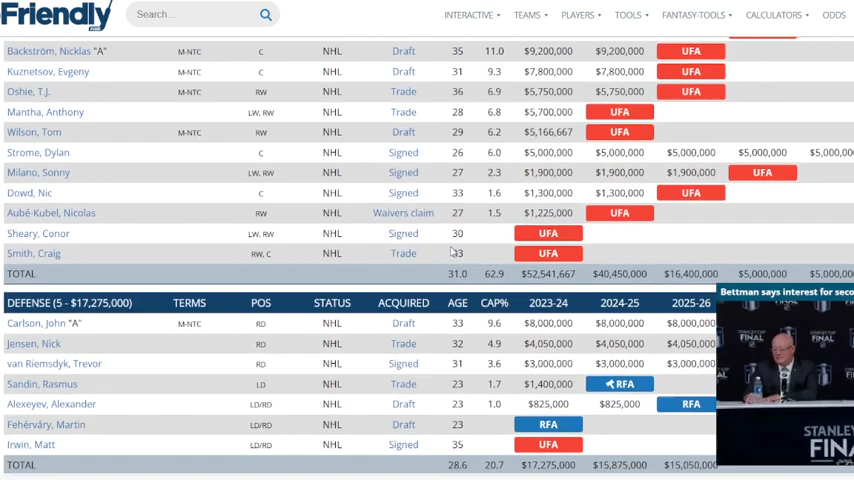 Friendly Search... INTERACTIVE TEAMS PLAYERS TOOLS FANTASY-TOOLS CALCULATORS ODDS
Bäckström, Nicklas "A" M-NTC C NHL Draft 35 11.0 $9,200,000 $9,200,000 UFA
Kuznetsov, Evgeny M-NTC C NHL Draft 31 9.3 $7,800,000 $7,800,000 UFA
Oshie, T.J. M-NTC RW NHL Trade 36 6.9 $5,750,000 $5,750,000 UFA
Mantha, Anthony LW, RW NHL Trade 28 6.8 $5,700,000 UFA
Wilson, Tom M-NTC RW NHL Draft 29 6.2 $5,166,667 UFA
Strome, Dylan C NHL Signed 26 6.0 $5,000,000 $5,000,000 $5,000,000 $5,000,000 $5,000,00
Milano, Sonny LW, RW NHL Signed 27 2.3 $1,900,000 $1,900,000 $1,900,000 UFA
Dowd, Nic C NHL Signed 33 1.6 $1,300,000 $1,300,000 UFA
Aubé-Kubel, Nicolas RW NHL Waivers claim 27 1.5 $1,225,000 UFA
Sheary, Conor LW, RW NHL Signed 30 UFA
Smith, Craig RW, C NHL Trade 33 UFA
TOTAL 31.0 62.9 $52,541,667 $40,450,000 $16,400,000 $5,000,000 $5,000,00
DEFENSE (5 - $17,275,000) TERMS POS STATUS ACQUIRED AGE CAP% 2023-24 2024-25 2025-26
Bettman says interest for seco
Carlson, John "A" M-NTC RD NHL Draft 33 9.6 $8,000,000 $8,000,000 $8,000,000
Jensen, Nick RD NHL Trade 32 4.9 $4,050,000 $4,050,000 $4,050,000
van Riemsdyk, Trevor RD NHL Signed 31 3.6 $3,000,000 $3,000,000 $3,000,000
Sandin, Rasmus LD NHL Trade 23 1.7 $1,400,000 RFA
Alexeyev, Alexander LD/RD NHL Draft 23 1.0 $825,000 $825,000 RFA
Fehérváry, Martin LD/RD NHL Draft 23 RFA
Irwin, Matt LD/RD NHL Signed 35 UFA
TOTAL 28.6 20.7 $17,275,000 $15,875,000 $15,050,000
STANLEY CUP
FINAL
STANLEY
FIN